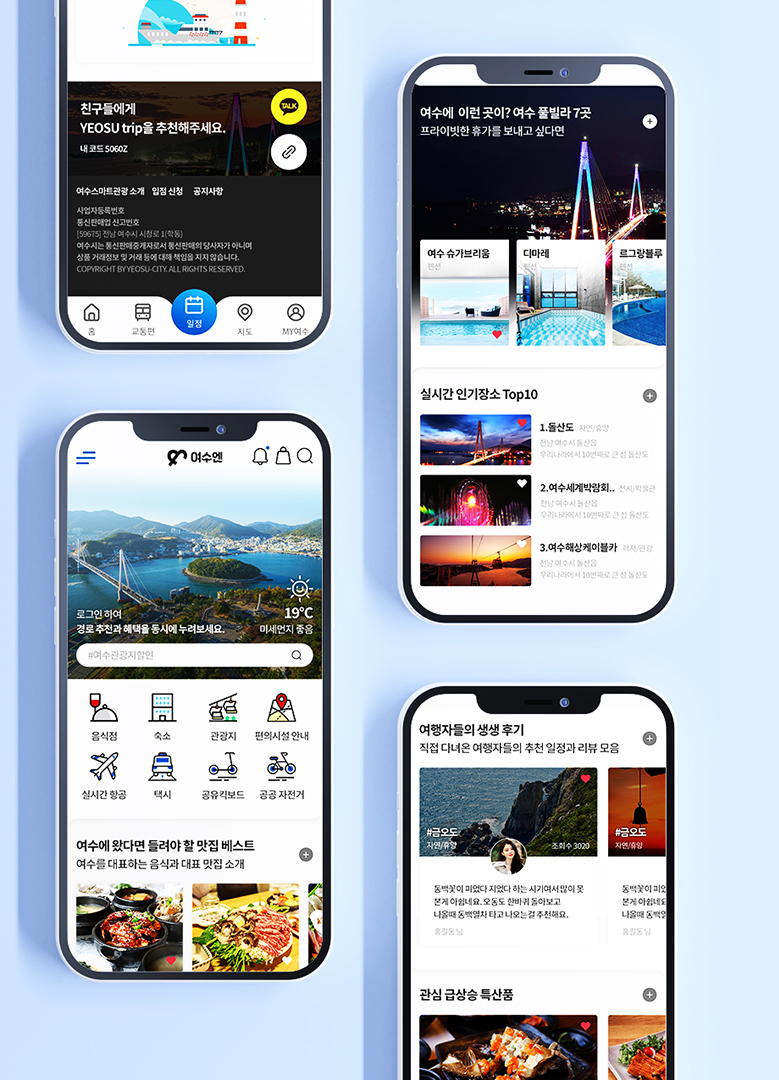 친구들에게
YEOSU trip을 추천해주세요.
내 코드 5060Z
TALK
여수스마트관광 소개 입점 신청 공지사항
사업자등록번호
통신판매업 신고번호
[59675] 전남 여수시 시청로 1(학동)
여수시는 통신판매중개자로서 통신판매의 당사자가 아니며
상품 거래정보 및 거래 등에 대해 책임을 지지 않습니다.
COPYRIGHT BY YEOSU-CITY. ALL RIGHTS RESERVED.
홈 교통편 일정 지도 MY여수
여수엔
로그인 하여
경로 추천과 혜택을 동시에 누려보세요.
19°C
미세먼지 좋음
#여수관광지할인
음식점 숙소 관광지 편의시설 안내
실시간 항공 택시 공유킥보드 공공 자전거
여수에 왔다면 들려야 할 맛집 베스트
여수를 대표하는 음식과 대표 맛집 소개
여수에 이런 곳이? 여수 풀빌라 7곳
프라이빗한 휴가를 보내고 싶다면
여수 슈가브리움
펜션
디마레
펜션
르그랑블루
펜션
실시간 인기장소 Top10
1.돌산도 자연/휴양
전남 여수시 돌산읍
우리나라에서 10번째로 큰 섬 돌산도
2.여수세계박람회.. 전시/박물관
전남 여수시 돌산읍
우리나라에서 10번째로 큰 섬 돌산도
3.여수해상케이블카 레저/관광
전남 여수시 돌산읍
우리나라에서 10번째로 큰 섬 돌산도
여행자들의 생생 후기
직접 다녀온 여행자들의 추천 일정과 리뷰 모음
#금오도
자연/휴양
조회수 3020
동백꽃이 피었다 지었다 하는 시기여서 많이 못
본게 아쉽네요. 오동도 한바퀴 돌아보고
나올때 동백열차 타고 나오는걸 추천해요.
홍길동 님
#금오도
자연/휴양
동백꽃이 피었
본게 아쉽네요
나올때 동백열
홍길동 님
관심 급상승 특산품